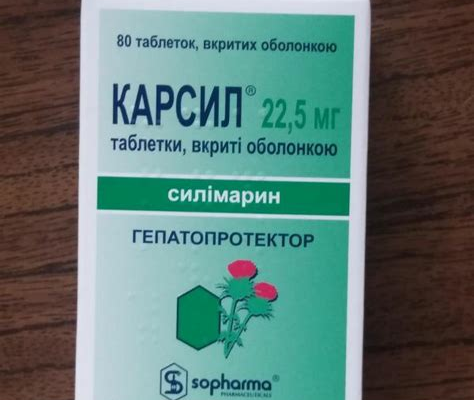 80 таблеток, вкритих оболонкою
КАРСИЛ® 22,5 мг
таблетки, вкриті оболонкою
силімарин
ГЕПАТОПРОТЕКТОР
S sopharma®
PHARMACEUTICALS